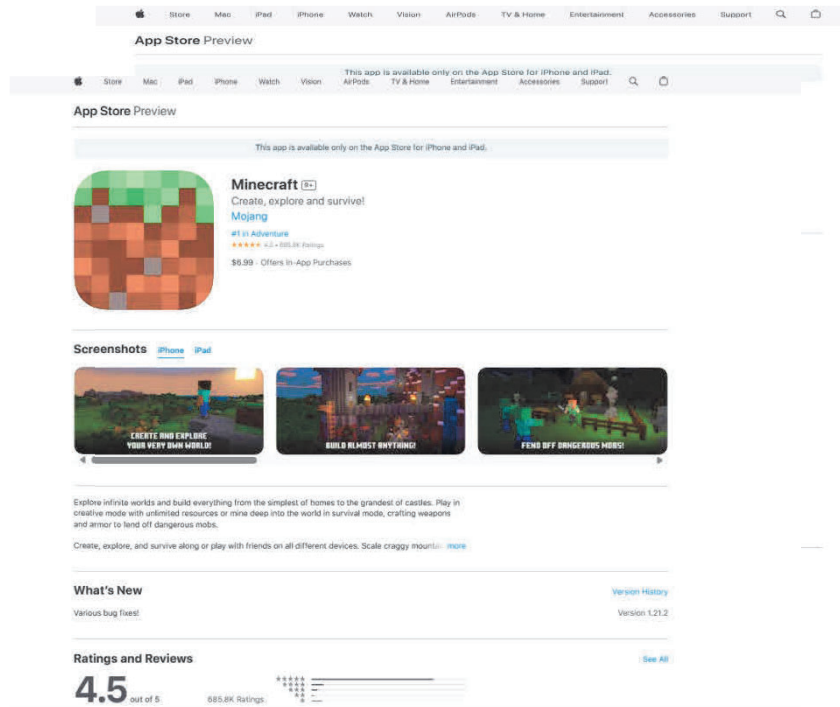 Store Mac iPad iPhone Watch Vision AirPods TV & Home Entertainment Accessories Support
App Store Preview
This app is available only on the App Store for iPhone and iPad.
Store Mac iPad iPhone Watch Vision AirPods TV & Home Entertainment Accessories Support
App Store Preview
This app is available only on the App Store for iPhone and iPad.
Minecraft 9+
Create, explore and survive!
Mojang
#1 in Adventure
★★★★★ 4.5 • 685.8K Ratings
$6.99 · Offers In-App Purchases
Screenshots iPhone iPad
CREATE AND EXPLORE
YOUR VERY OWN WORLD!
BUILD ALMOST ANYTHING!
FEND OFF DANGEROUS MOBS!
Explore infinite worlds and build everything from the simplest of homes to the grandest of castles. Play in
creative mode with unlimited resources or mine deep into the world in survival mode, crafting weapons
and armor to fend off dangerous mobs.
Create, explore, and survive along or play with friends on all different devices. Scale craggy mountai more
What's New
Version History
Various bug fixes!
Version 1.21.2
Ratings and Reviews
See All
4.5 out of 5
685.8K Ratings